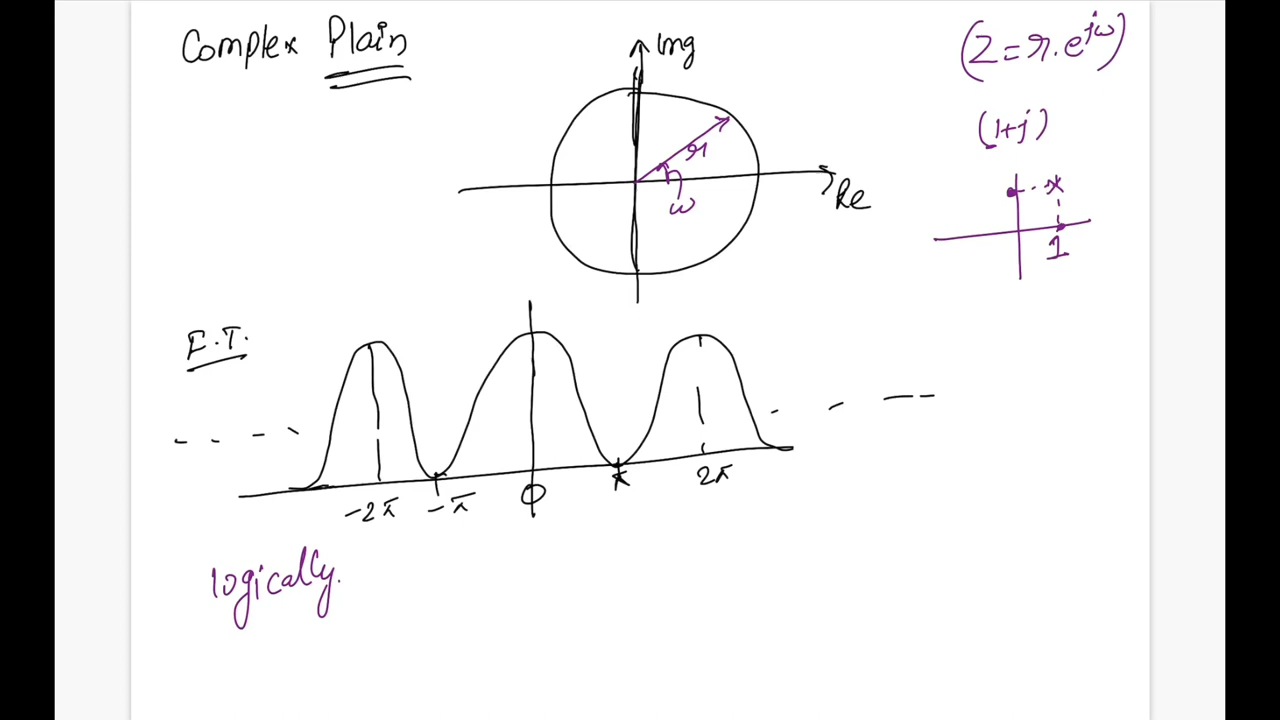 Complex Plain
Img
(Z = r.e^{jω})
(1+j)
r
ω
Re
1
F.T.
-2π -π 0 π 2π
logically.